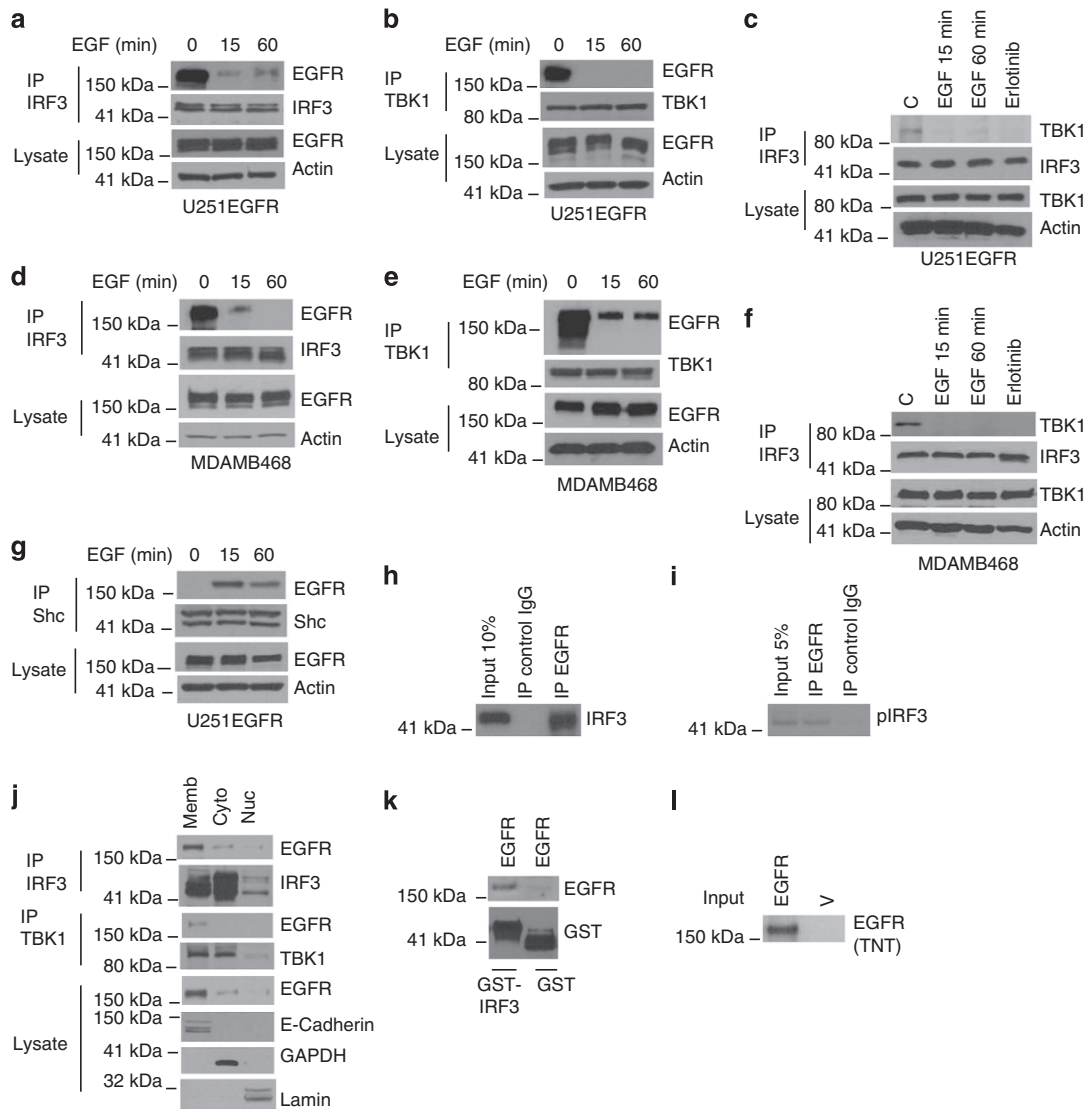 a
EGF (min) 0 15 60
IP IRF3
150 kDa
EGFR
41 kDa
IRF3
Lysate
150 kDa
EGFR
41 kDa
Actin
U251EGFR
b
EGF (min) 0 15 60
IP TBK1
150 kDa
EGFR
80 kDa
TBK1
Lysate
150 kDa
EGFR
41 kDa
Actin
U251EGFR
c
C
EGF 15 min
EGF 60 min
Erlotinib
IP IRF3
80 kDa
TBK1
41 kDa
IRF3
Lysate
80 kDa
TBK1
41 kDa
Actin
U251EGFR
d
EGF (min) 0 15 60
IP IRF3
150 kDa
EGFR
41 kDa
IRF3
Lysate
150 kDa
EGFR
41 kDa
Actin
MDAMB468
e
EGF (min) 0 15 60
IP TBK1
150 kDa
EGFR
80 kDa
TBK1
Lysate
150 kDa
EGFR
41 kDa
Actin
MDAMB468
f
C
EGF 15 min
EGF 60 min
Erlotinib
IP IRF3
80 kDa
TBK1
41 kDa
IRF3
Lysate
80 kDa
TBK1
41 kDa
Actin
MDAMB468
g
EGF (min) 0 15 60
IP Shc
150 kDa
EGFR
41 kDa
Shc
Lysate
150 kDa
EGFR
41 kDa
Actin
U251EGFR
h
Input 10%
IP control IgG
IP EGFR
41 kDa
IRF3
i
Input 5%
IP EGFR
IP control IgG
41 kDa
pIRF3
j
Memb
Cyto
Nuc
IP IRF3
150 kDa
EGFR
41 kDa
IRF3
IP TBK1
150 kDa
EGFR
80 kDa
TBK1
Lysate
EGFR
150 kDa
150 kDa
E-Cadherin
41 kDa
GAPDH
32 kDa
Lamin
k
EGFR
EGFR
150 kDa
EGFR
41 kDa
GST
GST-
IRF3
GST
l
Input
EGFR
V
150 kDa
EGFR
(TNT)